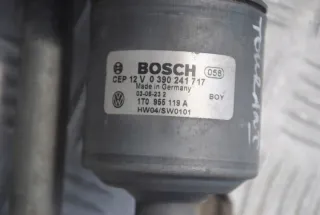 BOSCH 058
CEP 12 V 0 390 241 717
Made in Germany
03-08-23 2
1T0 955 119 A BOY
HW04/SW0101
TOURAN